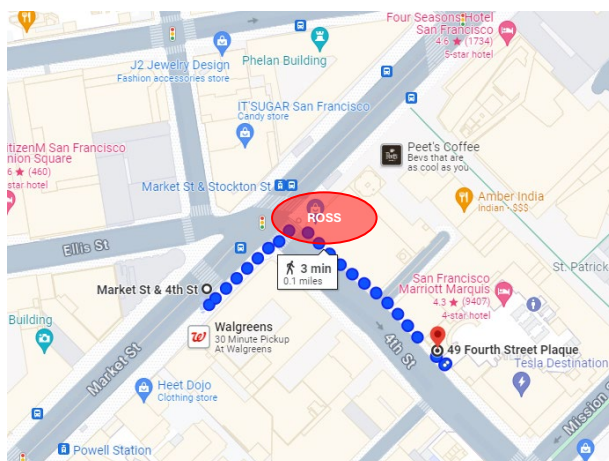 Four Seasons Hotel
San Francisco
4.6 ★ (1734)
5-star hotel
J2 Jewelry Design
Fashion accessories store
Phelan Building
IT'SUGAR San Francisco
Candy store
citizenM San Francisco
nion Square
6 ★ (460)
star hotel
Peet's Coffee
Bevs that are
as cool as you
Market St & Stockton St
Amber India
Indian • $$$
ROSS
Ellis St
3 min
0.1 miles
St. Patrick
Market St & 4th St
San Francisco
Marriott Marquis
4.3 ★ (9407)
4-star hotel
Building
Walgreens
30 Minute Pickup
At Walgreens
49 Fourth Street Plaque
4th St
Tesla Destination
Market St
Heet Dojo
Clothing store
Mission S
Powell Station